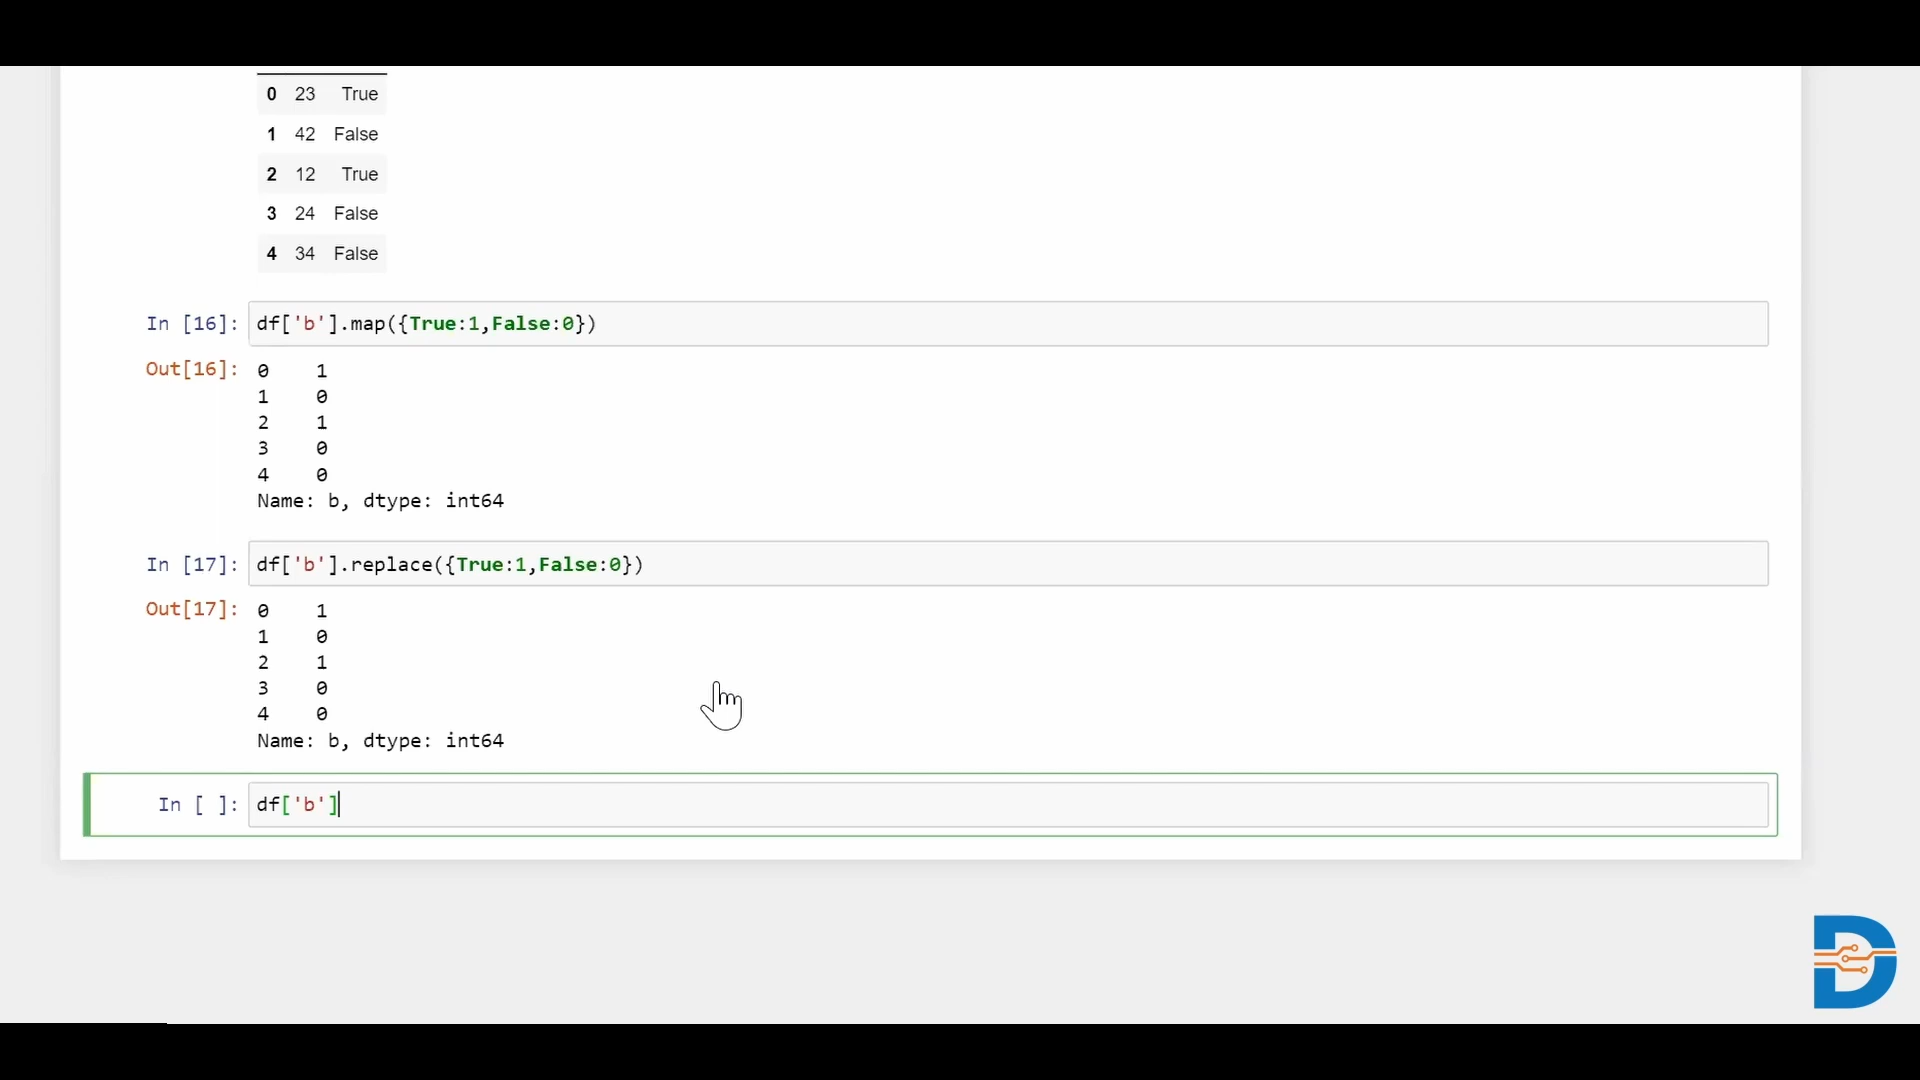 0 23 True
1 42 False
2 12 True
3 24 False
4 34 False
In [16]: df['b'].map({True:1,False:0})
Out[16]: 0 1
1 0
2 1
3 0
4 0
Name: b, dtype: int64
In [17]: df['b'].replace({True:1,False:0})
Out[17]: 0 1
1 0
2 1
3 0
4 0
Name: b, dtype: int64
In [ ]: df['b']
D